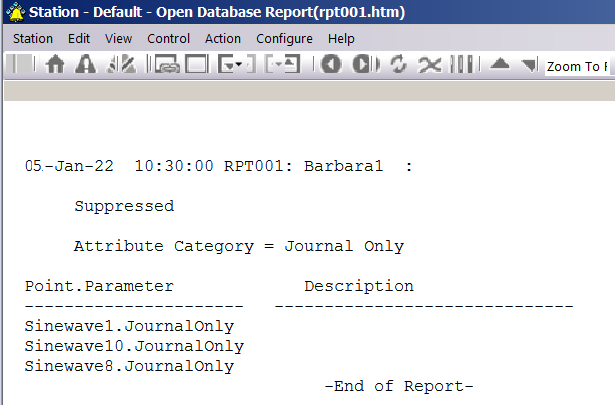 Station - Default - Open Database Report(rpt001.htm)
Station Edit View Control Action Configure Help
Zoom To
05-Jan-22 10:30:00 RPT001: Barbara1 :
Suppressed
Attribute Category = Journal Only
Point.Parameter Description
---------------------- ------------------------------
Sinewave1.JournalOnly
Sinewave10.JournalOnly
Sinewave8.JournalOnly
-End of Report-